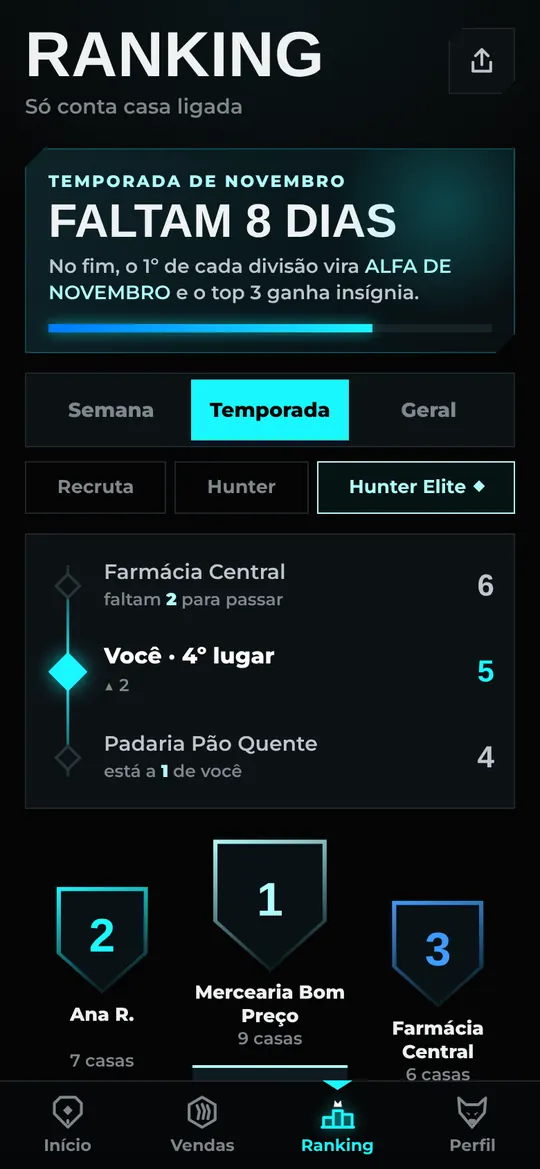 RANKING
Só conta casa ligada
TEMPORADA DE NOVEMBRO
FALTAM 8 DIAS
No fim, o 1º de cada divisão vira ALFA DE
NOVEMBRO e o top 3 ganha insígnia.
Semana
Temporada
Geral
Recruta
Hunter
Hunter Elite ◆
Farmácia Central
6
faltam 2 para passar
Você · 4º lugar
5
▲ 2
Padaria Pão Quente
4
está a 1 de você
1
2
3
Mercearia Bom
Preço
9 casas
Ana R.
7 casas
Farmácia
Central
6 casas
Início
Vendas
Ranking
Perfil